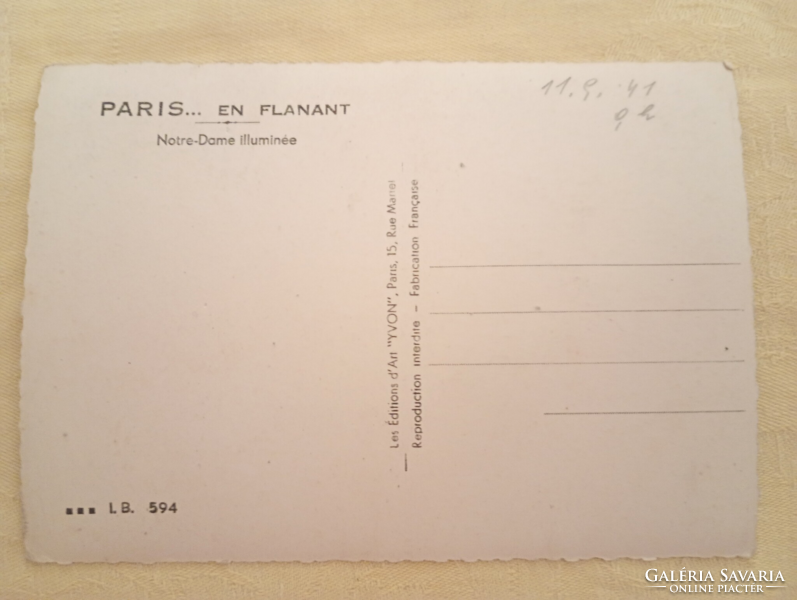 PARIS... EN FLANANT
Notre-Dame illuminée
11. 9. 41
Les Éditions d'Art "YVON", Paris, 15, Rue Martel
Reproduction interdite — Fabrication Française
I.B. 594
GALÉRIA SAVARIA
ONLINE PIACTÉR